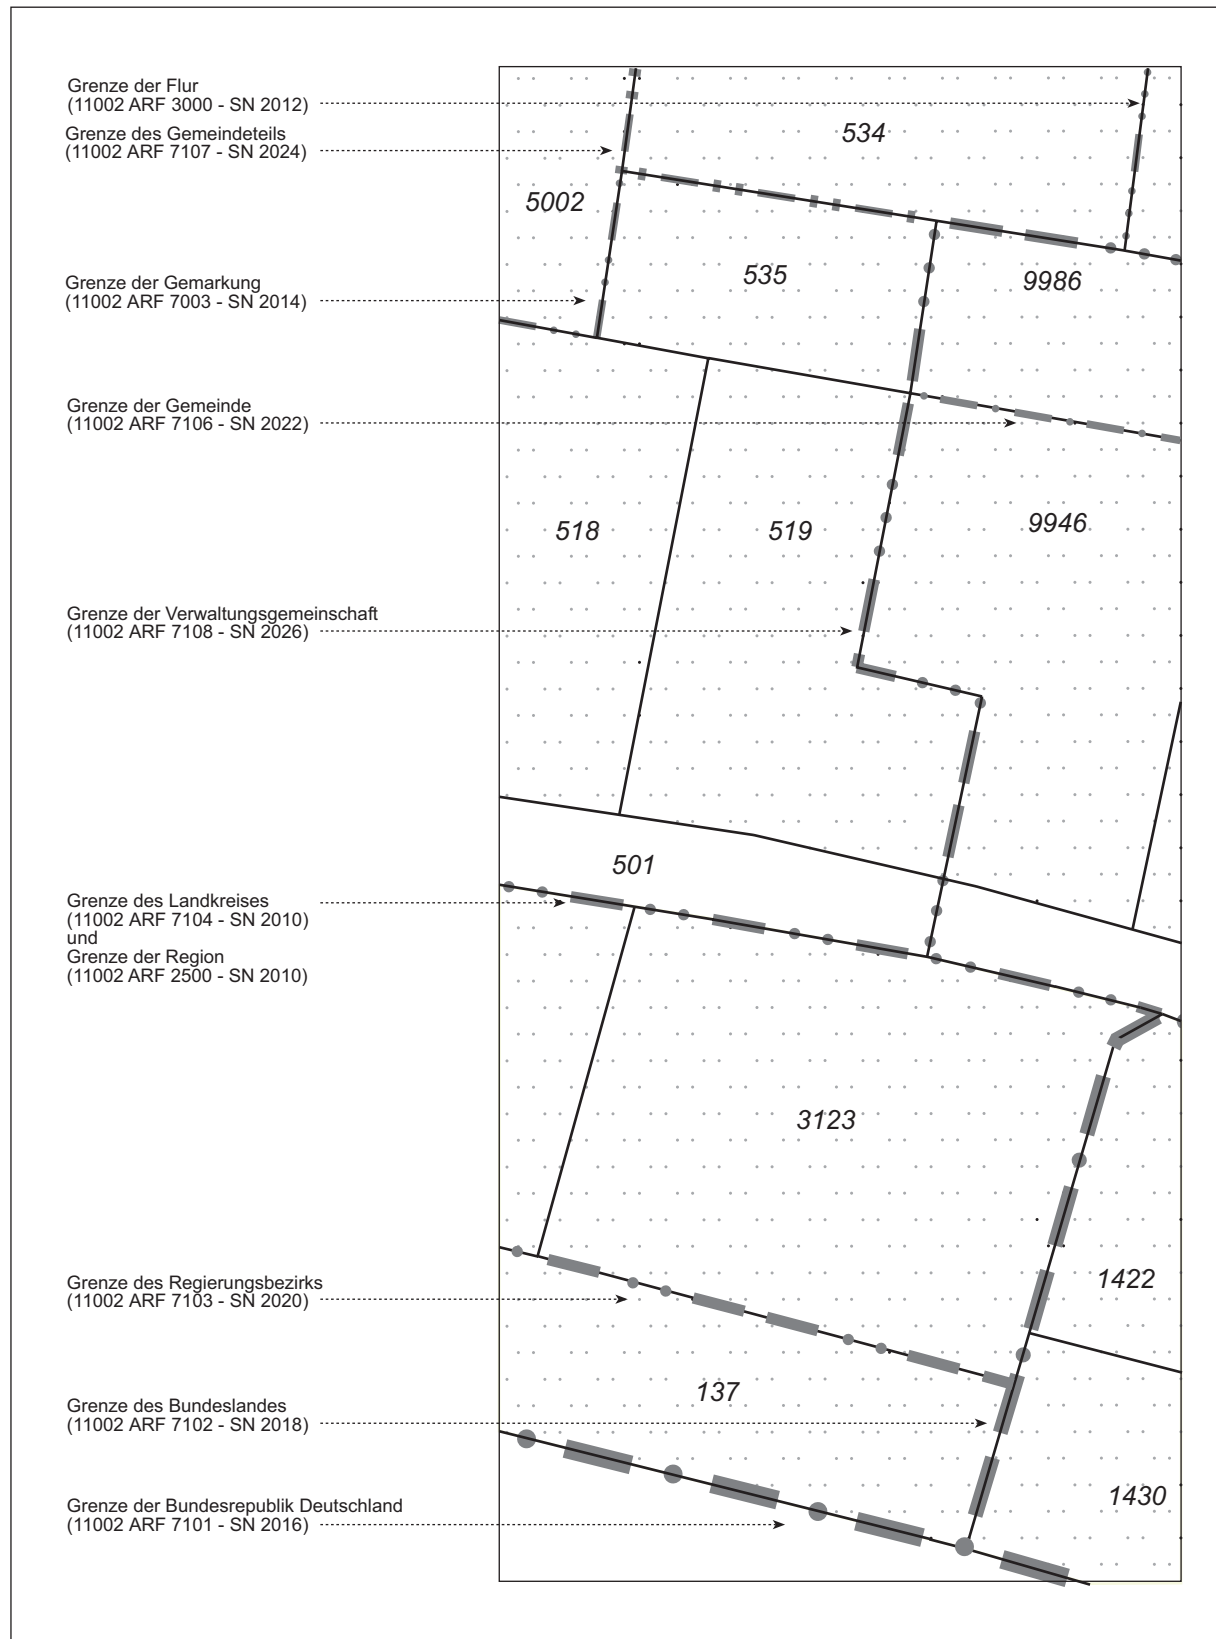 Grenze der Flur
(11002 ARF 3000 - SN 2012)
Grenze des Gemeindeteils
(11002 ARF 7107 - SN 2024)
534
5002
535
9986
Grenze der Gemarkung
(11002 ARF 7003 - SN 2014)
Grenze der Gemeinde
(11002 ARF 7106 - SN 2022)
518
519
9946
Grenze der Verwaltungsgemeinschaft
(11002 ARF 7108 - SN 2026)
501
Grenze des Landkreises
(11002 ARF 7104 - SN 2010)
und
Grenze der Region
(11002 ARF 2500 - SN 2010)
3123
1422
Grenze des Regierungsbezirks
(11002 ARF 7103 - SN 2020)
137
Grenze des Bundeslandes
(11002 ARF 7102 - SN 2018)
1430
Grenze der Bundesrepublik Deutschland
(11002 ARF 7101 - SN 2016)